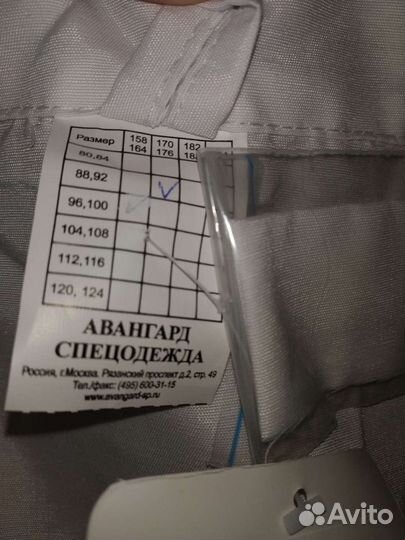 Размер 158 170 182
164 176
80,84
88,92
96,100
104,108
112,116
120, 124
АВАНГАРД
СПЕЦОДЕЖДА
Россия, г.Москва. Рязанский проспект д.2, стр. 49
Тел./факс: (495) 600-31-15
www.avangard-sp.ru
Avito